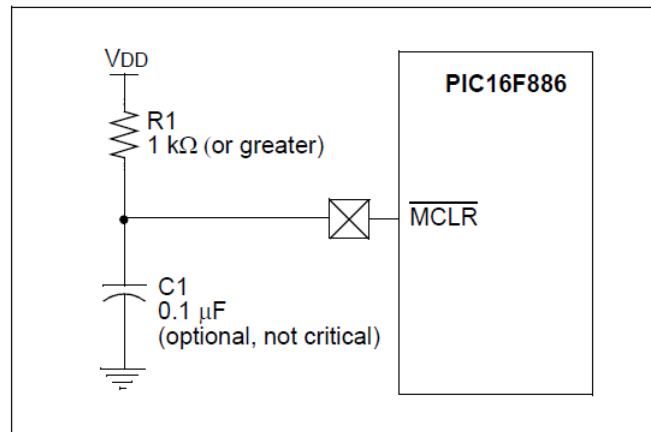 VDD
PIC16F886
R1
1 kΩ (or greater)
MCLR
C1
0.1 µF
(optional, not critical)